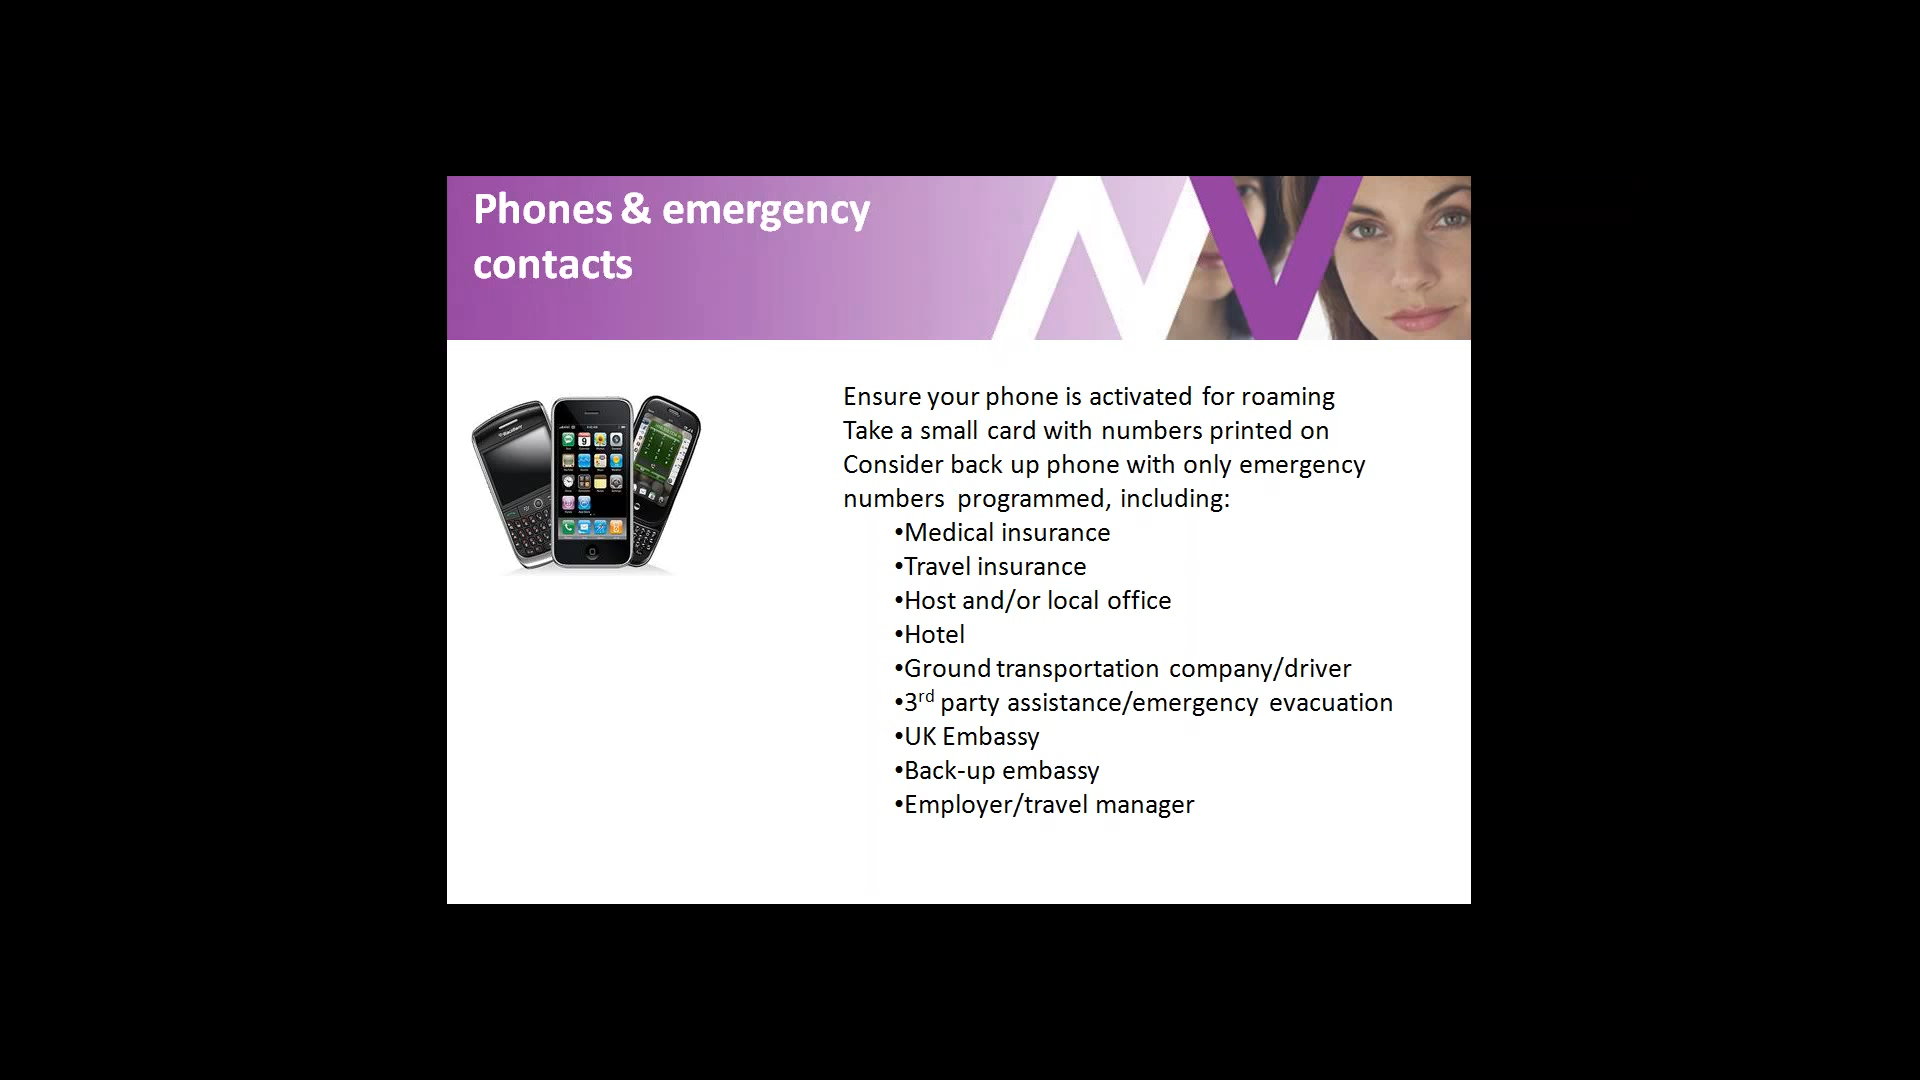 Phones & emergency
contacts
Ensure your phone is activated for roaming
Take a small card with numbers printed on
Consider back up phone with only emergency
numbers programmed, including:
•Medical insurance
•Travel insurance
•Host and/or local office
•Hotel
•Ground transportation company/driver
•3rd party assistance/emergency evacuation
•UK Embassy
•Back-up embassy
•Employer/travel manager